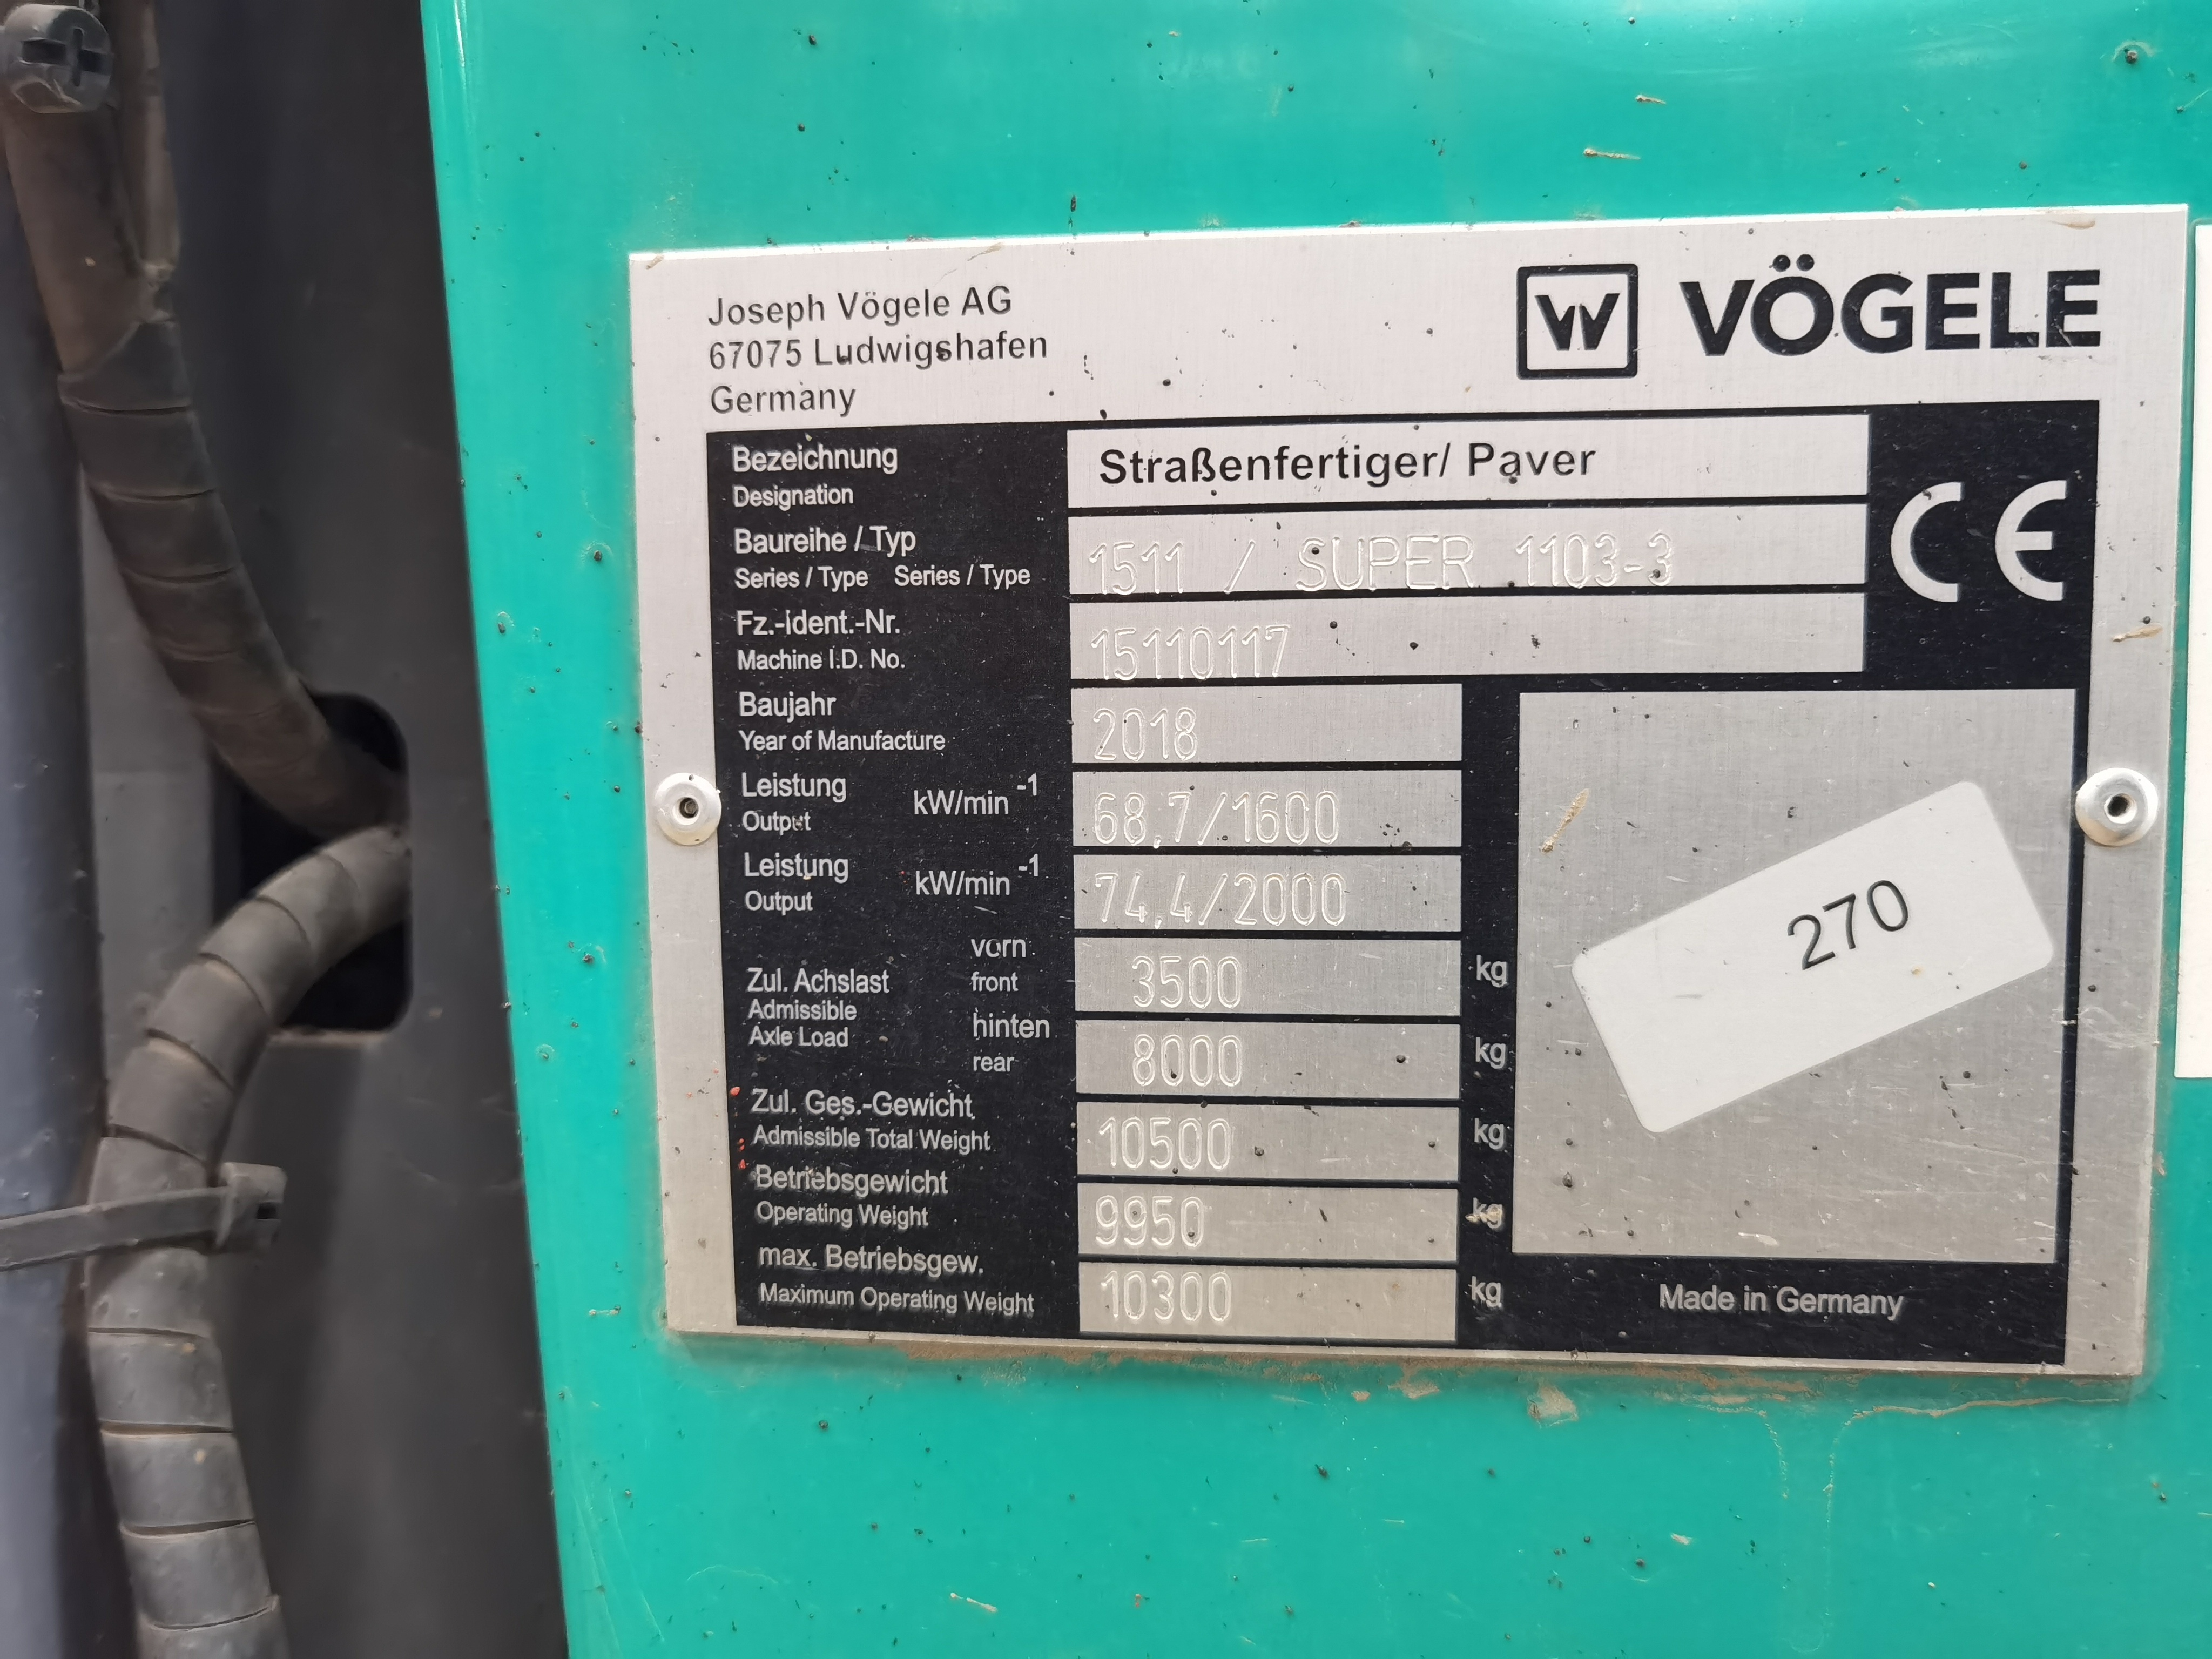 Joseph Vögele AG
67075 Ludwigshafen
Germany
W VÖGELE
Bezeichnung
Designation
Straßenfertiger/ Paver
Baureihe / Typ
Series / Type Series / Type
1511 / SUPER 1103-3
CE
Fz.-Ident.-Nr.
Machine I.D. No.
15110117
Baujahr
Year of Manufacture
2018
Leistung
Output
kW/min -1
68,7/1600
Leistung
Output
kW/min -1
74,4/2000
Zul. Achslast
Admissible
Axle Load
vorn
front
3500 kg
hinten
rear
8000 kg
Zul. Ges.-Gewicht
Admissible Total Weight
10500 kg
Betriebsgewicht
Operating Weight
9950 kg
max. Betriebsgew.
Maximum Operating Weight
10300 kg
270
Made in Germany